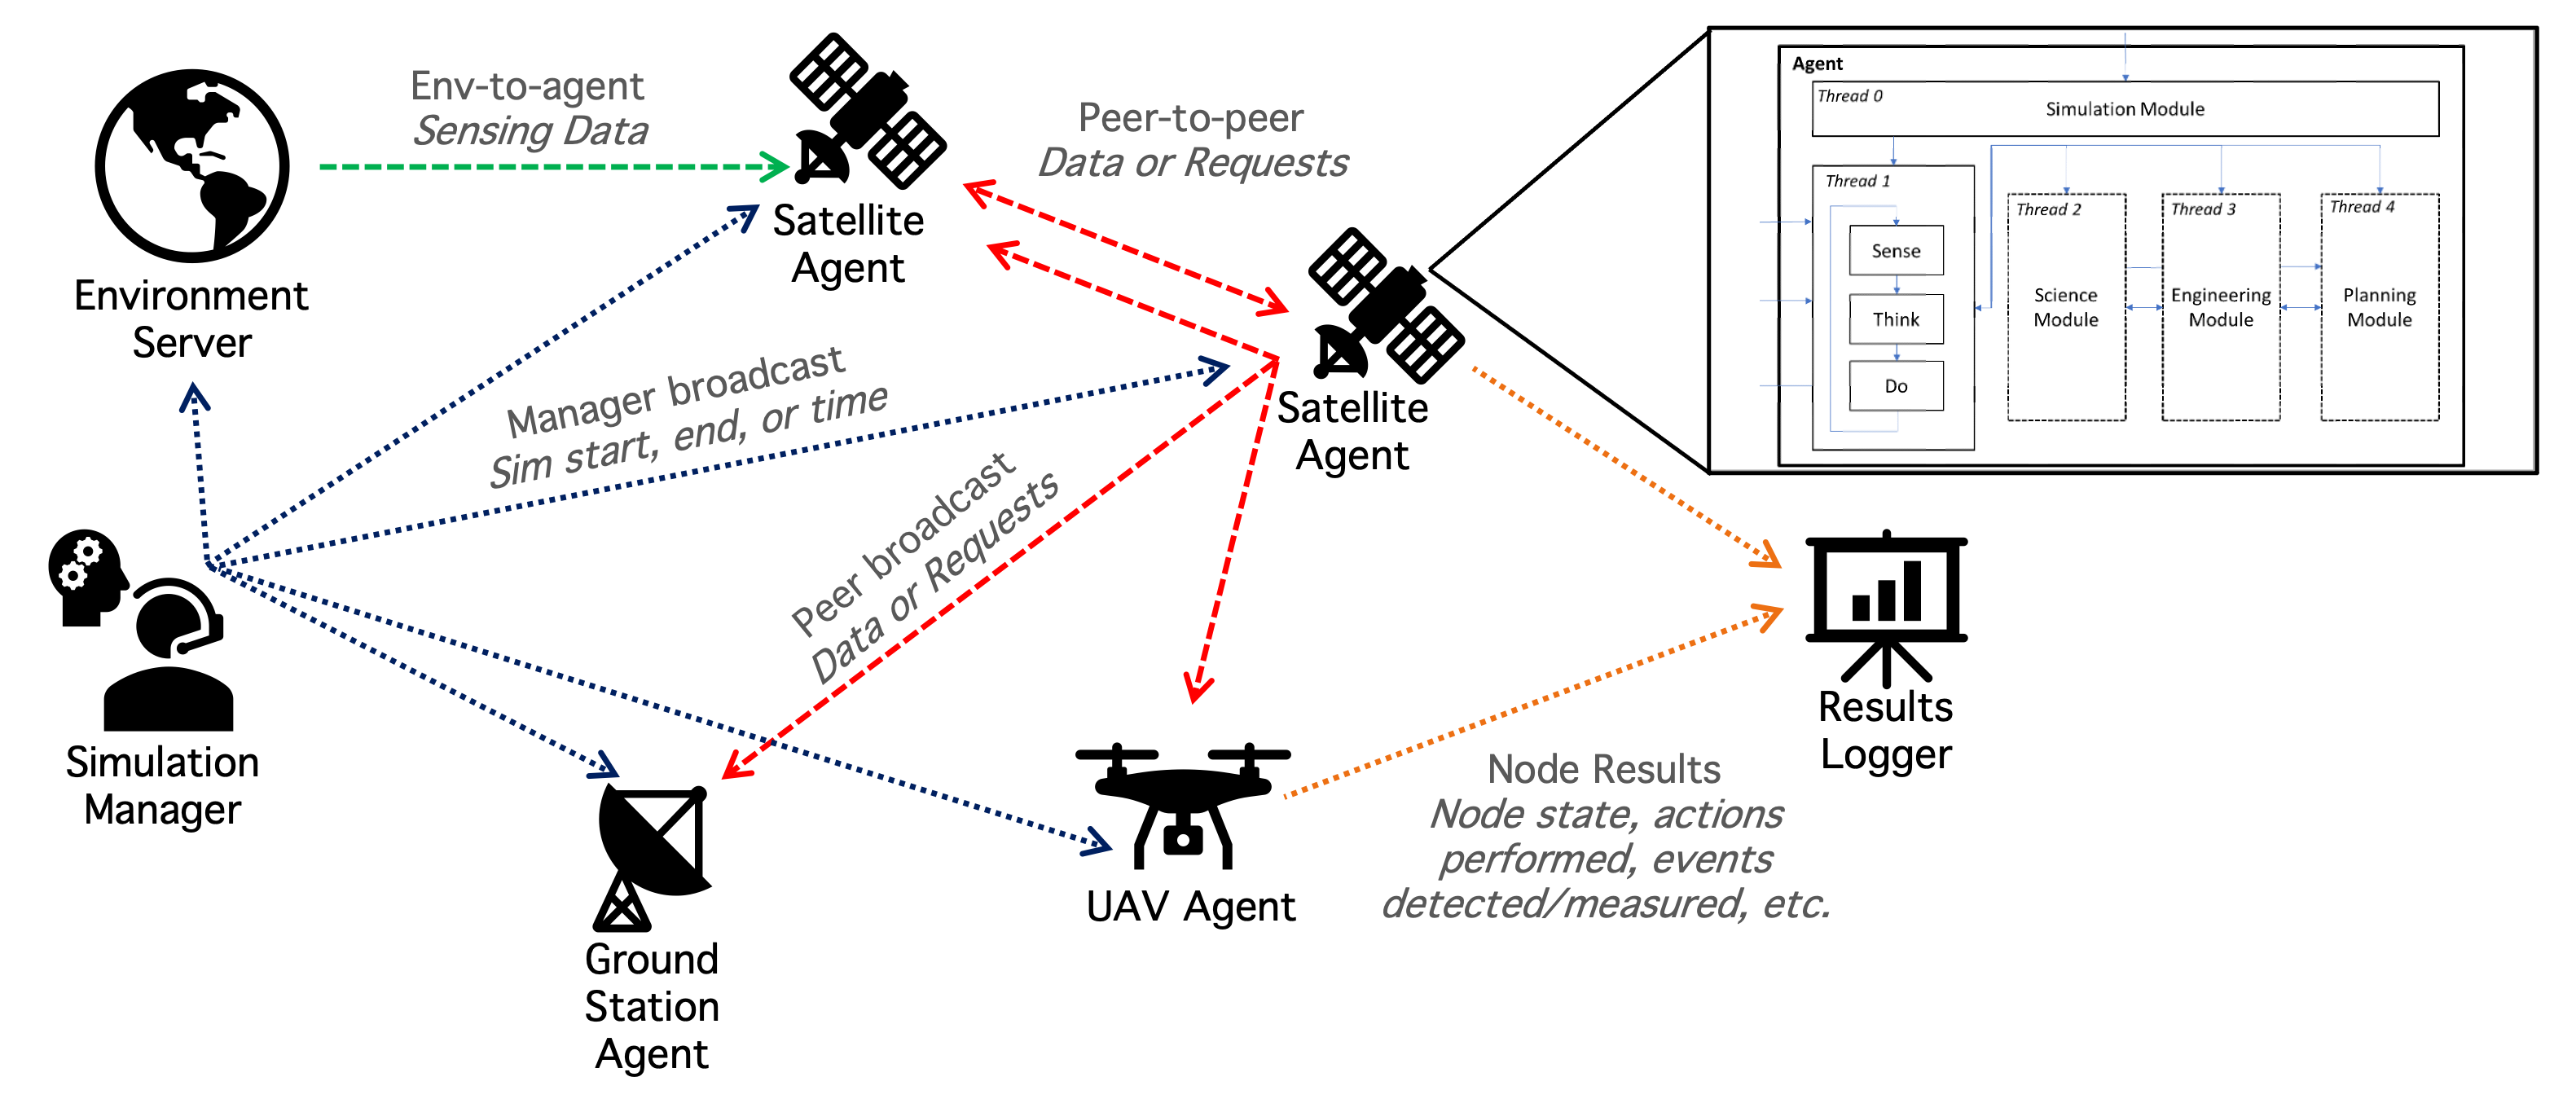 Env-to-agent
Sensing Data
Environment
Server
Satellite
Agent
Peer-to-peer
Data or Requests
Satellite
Agent
Manager broadcast
Sim start, end, or time
Peer broadcast
Data or Requests
Simulation
Manager
Ground
Station
Agent
UAV Agent
Results
Logger
Node Results
Node state, actions
performed, events
detected/measured, etc.
Agent
Thread 0
Simulation Module
Thread 1
Sense
Think
Do
Thread 2
Science
Module
Thread 3
Engineering
Module
Thread 4
Planning
Module